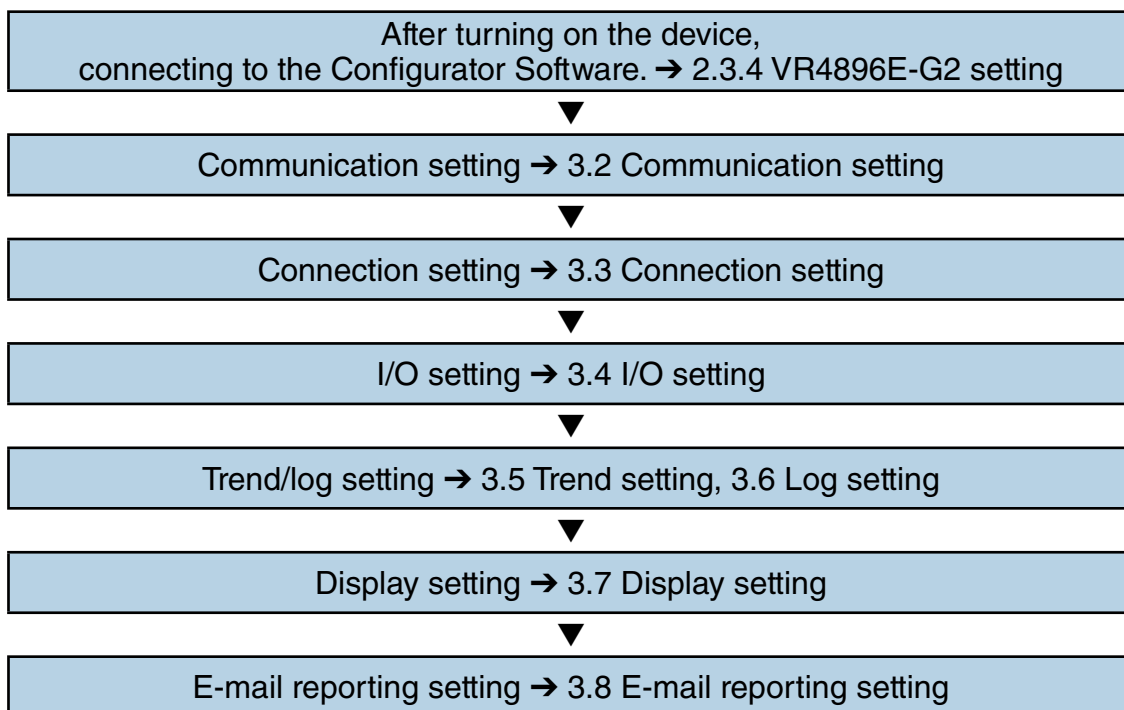 After turning on the device,
connecting to the Configurator Software. ➔ 2.3.4 VR4896E-G2 setting
▼
Communication setting ➔ 3.2 Communication setting
▼
Connection setting ➔ 3.3 Connection setting
▼
I/O setting ➔ 3.4 I/O setting
▼
Trend/log setting ➔ 3.5 Trend setting, 3.6 Log setting
▼
Display setting ➔ 3.7 Display setting
▼
E-mail reporting setting ➔ 3.8 E-mail reporting setting